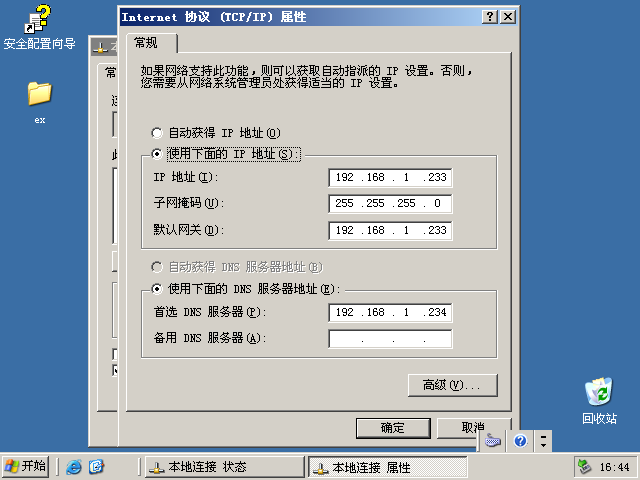 安全配置向导
ex
回收站
Internet 协议 (TCP/IP) 属性
常规
如果网络支持此功能，则可以获取自动指派的 IP 设置。否则，
您需要从网络系统管理员处获得适当的 IP 设置。
自动获得 IP 地址(O)
使用下面的 IP 地址(S):
IP 地址(I): 192 .168 . 1 .233
子网掩码(U): 255 .255 .255 . 0
默认网关(D): 192 .168 . 1 .233
自动获得 DNS 服务器地址(B)
使用下面的 DNS 服务器地址(E):
首选 DNS 服务器(P): 192 .168 . 1 .234
备用 DNS 服务器(A): . . .
高级(V)...
确定 取消
开始 本地连接 状态 本地连接 属性 16:44